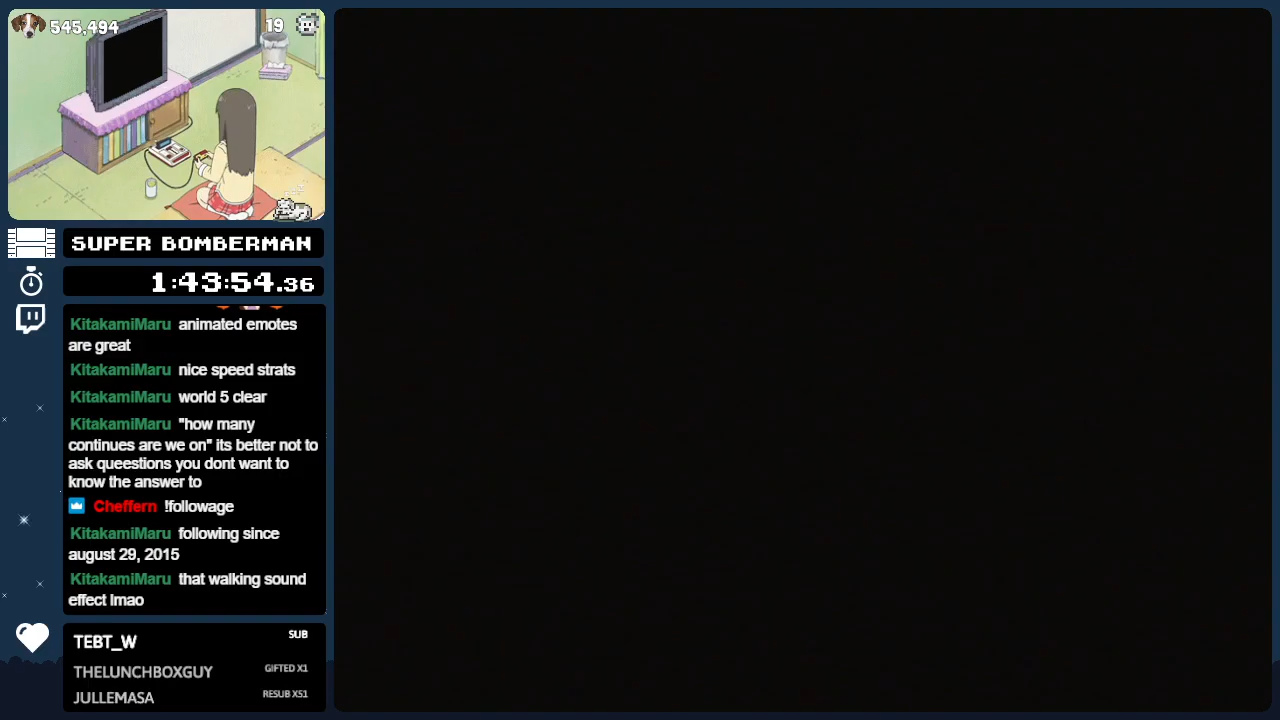 545,494
19
SUPER BOMBERMAN
1:43:54.36
KitakamiMaru animated emotes
are great
KitakamiMaru nice speed strats
KitakamiMaru world 5 clear
KitakamiMaru "how many
continues are we on" its better not to
ask queestions you dont want to
know the answer to
Cheffern !followage
KitakamiMaru following since
august 29, 2015
KitakamiMaru that walking sound
effect lmao
TEBT_W SUB
THELUNCHBOXGUY GIFTED X1
JULLEMASA RESUB X51